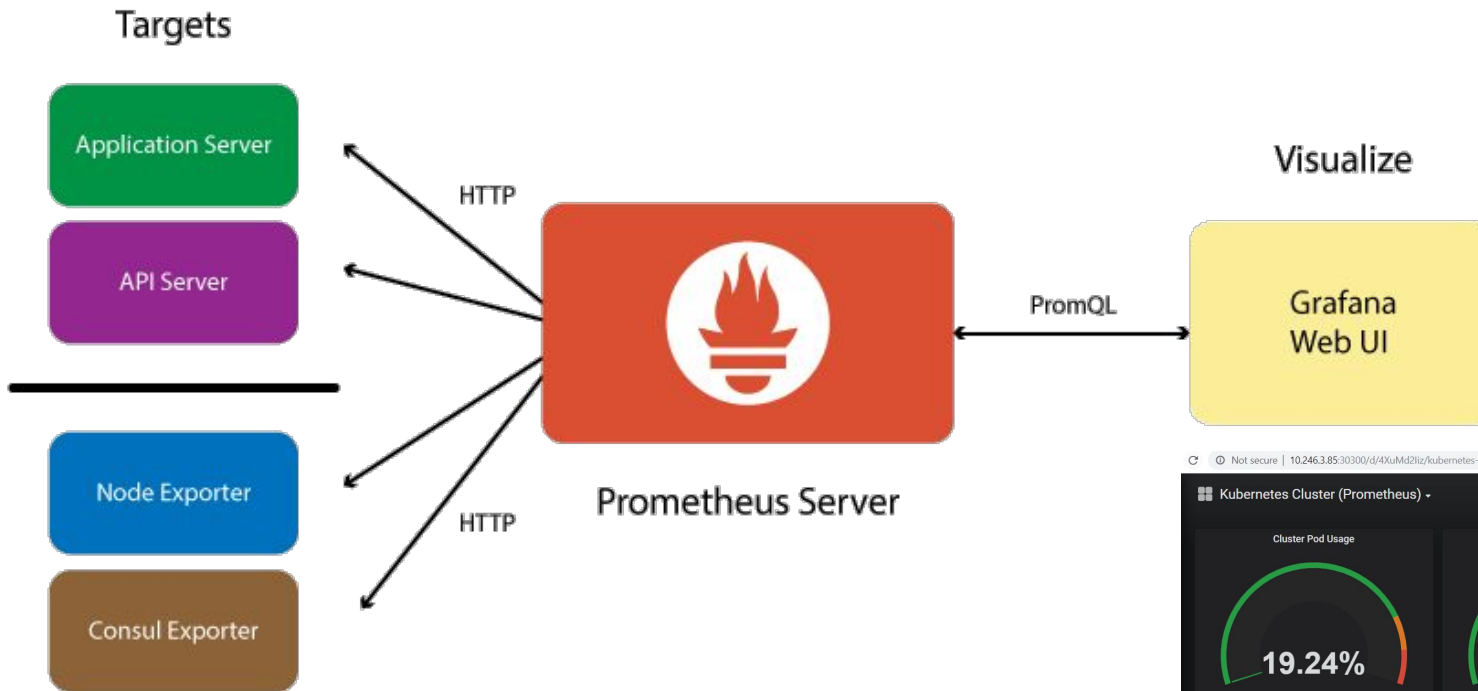 Targets
Application Server
API Server
Node Exporter
Consul Exporter
HTTP
HTTP
Prometheus Server
PromQL
Visualize
Grafana
Web UI
Not secure | 10.246.3.85:30300/d/4XuMd2Iiz/kubernetes-
Kubernetes Cluster (Prometheus)
Cluster Pod Usage
19.24%